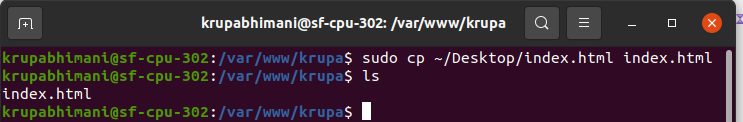 krupabhimani@sf-cpu-302: /var/www/krupa
krupabhimani@sf-cpu-302:/var/www/krupa$ sudo cp ~/Desktop/index.html index.html
krupabhimani@sf-cpu-302:/var/www/krupa$ ls
index.html
krupabhimani@sf-cpu-302:/var/www/krupa$